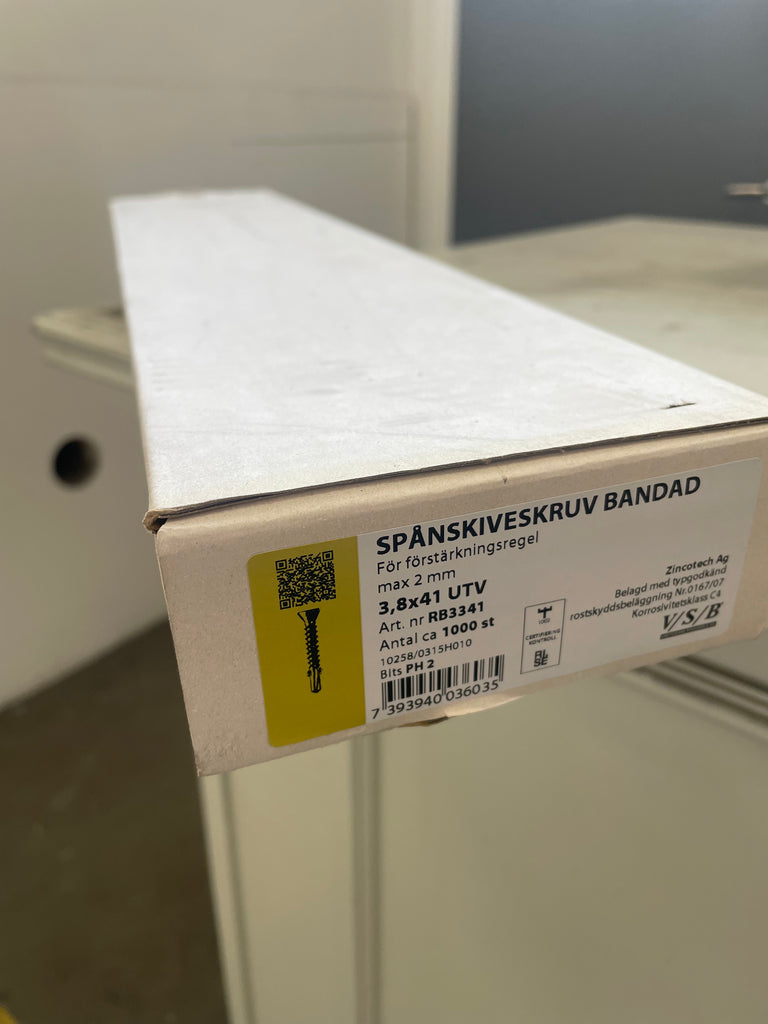 SPÅNSKIVESKRUV BANDAD
För förstärkningsregel
max 2 mm
3,8x41 UTV
Art. nr RB3341
Antal ca 1000 st
10258/0315H010
Bits PH 2
7 393940 036035
1002
CERTIFIERING
KONTROLL
RI.
SE
Zincotech Ag
Belagd med typgodkänd
rostskyddsbeläggning Nr.0167/07
Korrosivitetsklass C4
V/S/B